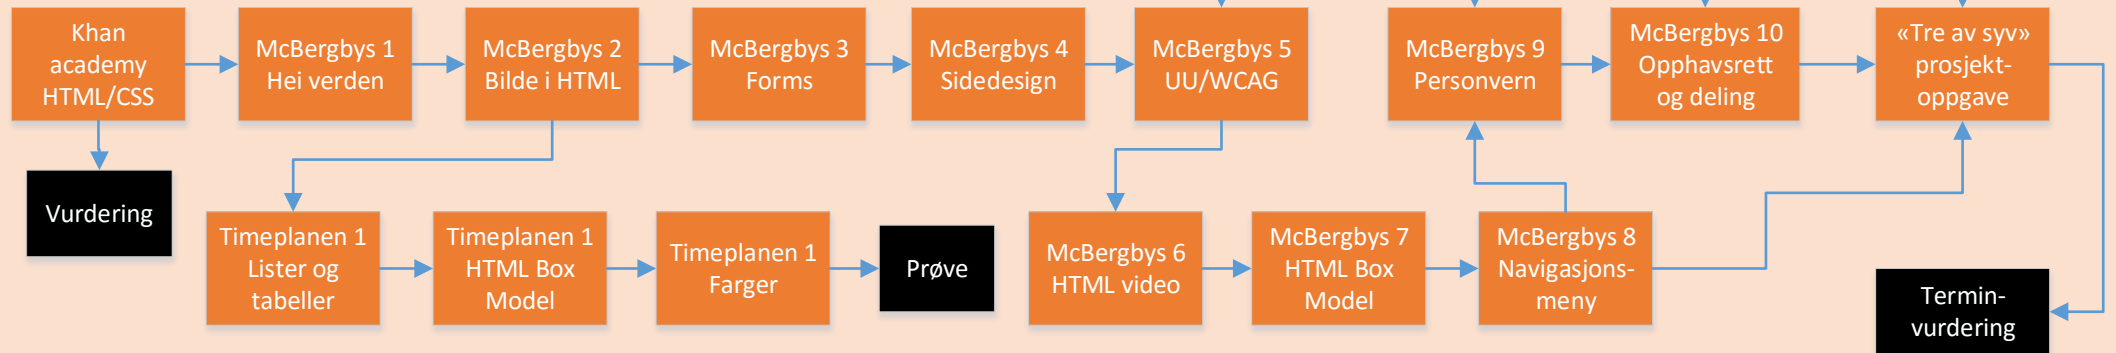 Khan
academy
HTML/CSS
McBergbys 1
Hei verden
McBergbys 2
Bilde i HTML
McBergbys 3
Forms
McBergbys 4
Sidedesign
McBergbys 5
UU/WCAG
McBergbys 9
Personvern
McBergbys 10
Opphavsrett
og deling
«Tre av syv»
prosjekt-
oppgave
Vurdering
Timeplanen 1
Lister og
tabeller
Timeplanen 1
HTML Box
Model
Timeplanen 1
Farger
Prøve
McBergbys 6
HTML video
McBergbys 7
HTML Box
Model
McBergbys 8
Navigasjons-
meny
Termin-
vurdering